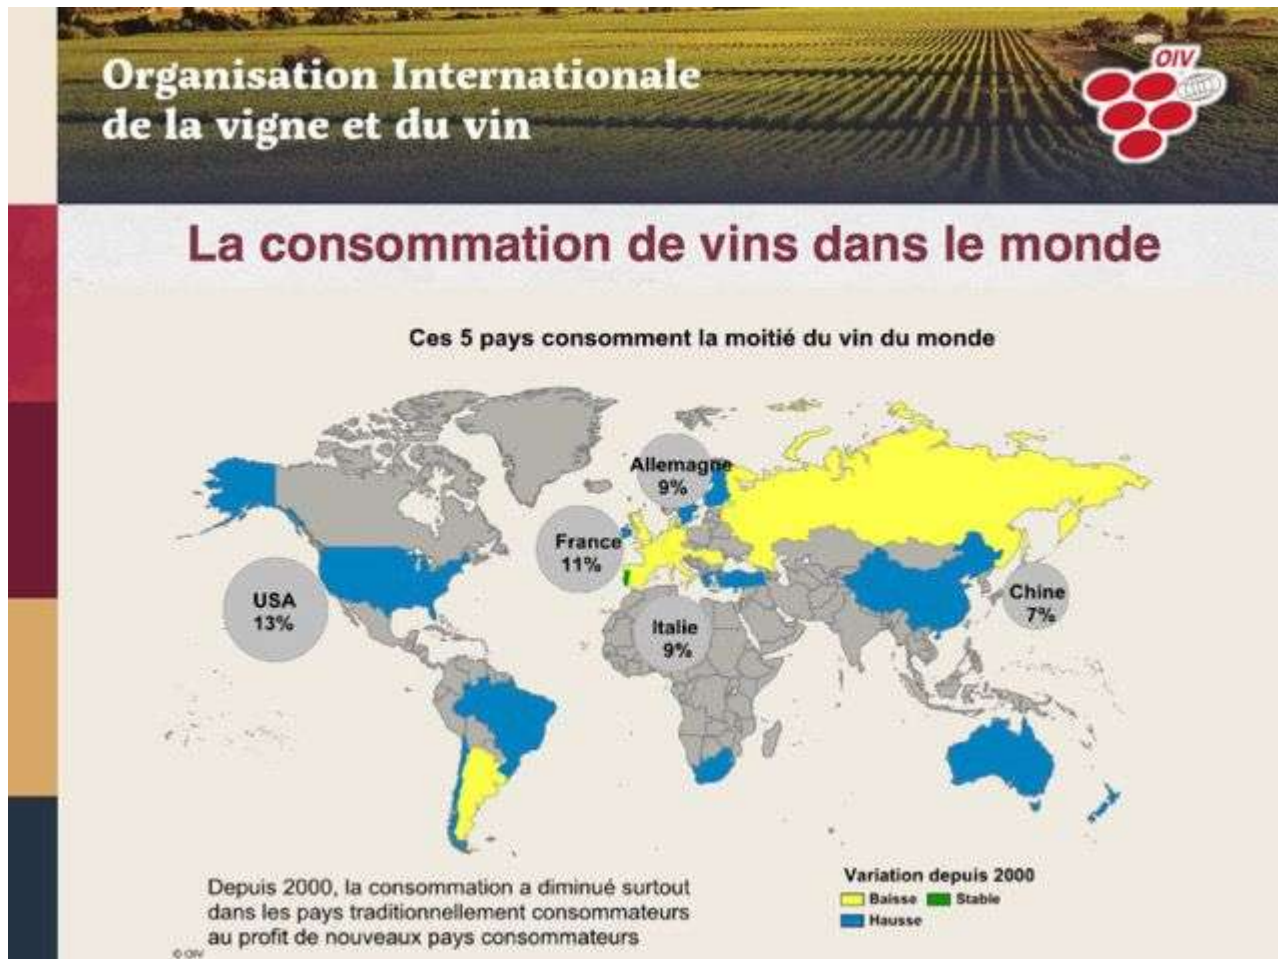 Organisation Internationale
de la vigne et du vin
OIV
La consommation de vins dans le monde
Ces 5 pays consomment la moitié du vin du monde
Allemagne
9%
France
11%
USA
13%
Chine
7%
Italie
9%
Depuis 2000, la consommation a diminué surtout
dans les pays traditionnellement consommateurs
au profit de nouveaux pays consommateurs
Variation depuis 2000
Baisse Stable
Hausse
© OIV